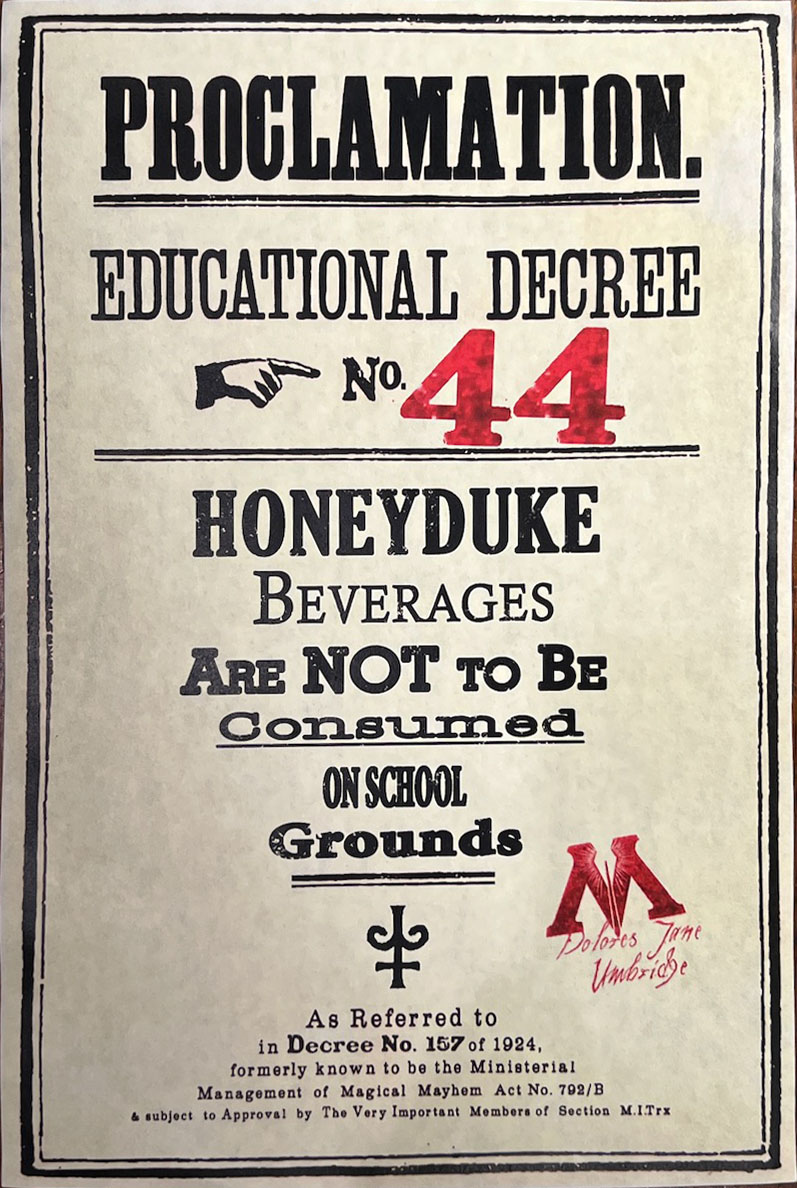 PROCLAMATION.
EDUCATIONAL DECREE
No. 44
HONEYDUKE
BEVERAGES
ARE NOT TO BE
Consumed
ON SCHOOL
Grounds
M
Dolores Jane
Umbridge
As Referred to
in Decree No. 157 of 1924,
formerly known to be the Ministerial
Management of Magical Mayhem Act No. 792/B
& subject to Approval by The Very Important Members of Section M.I.Trx